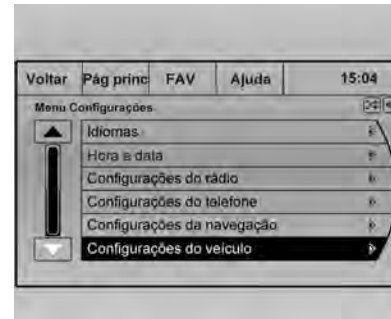 Voltar Pág princ FAV Ajuda 15:04
Menu Configurações
Idiomas
Hora e data
Configurações do rádio
Configurações do telefone
Configurações da navegação
Configurações do veículo